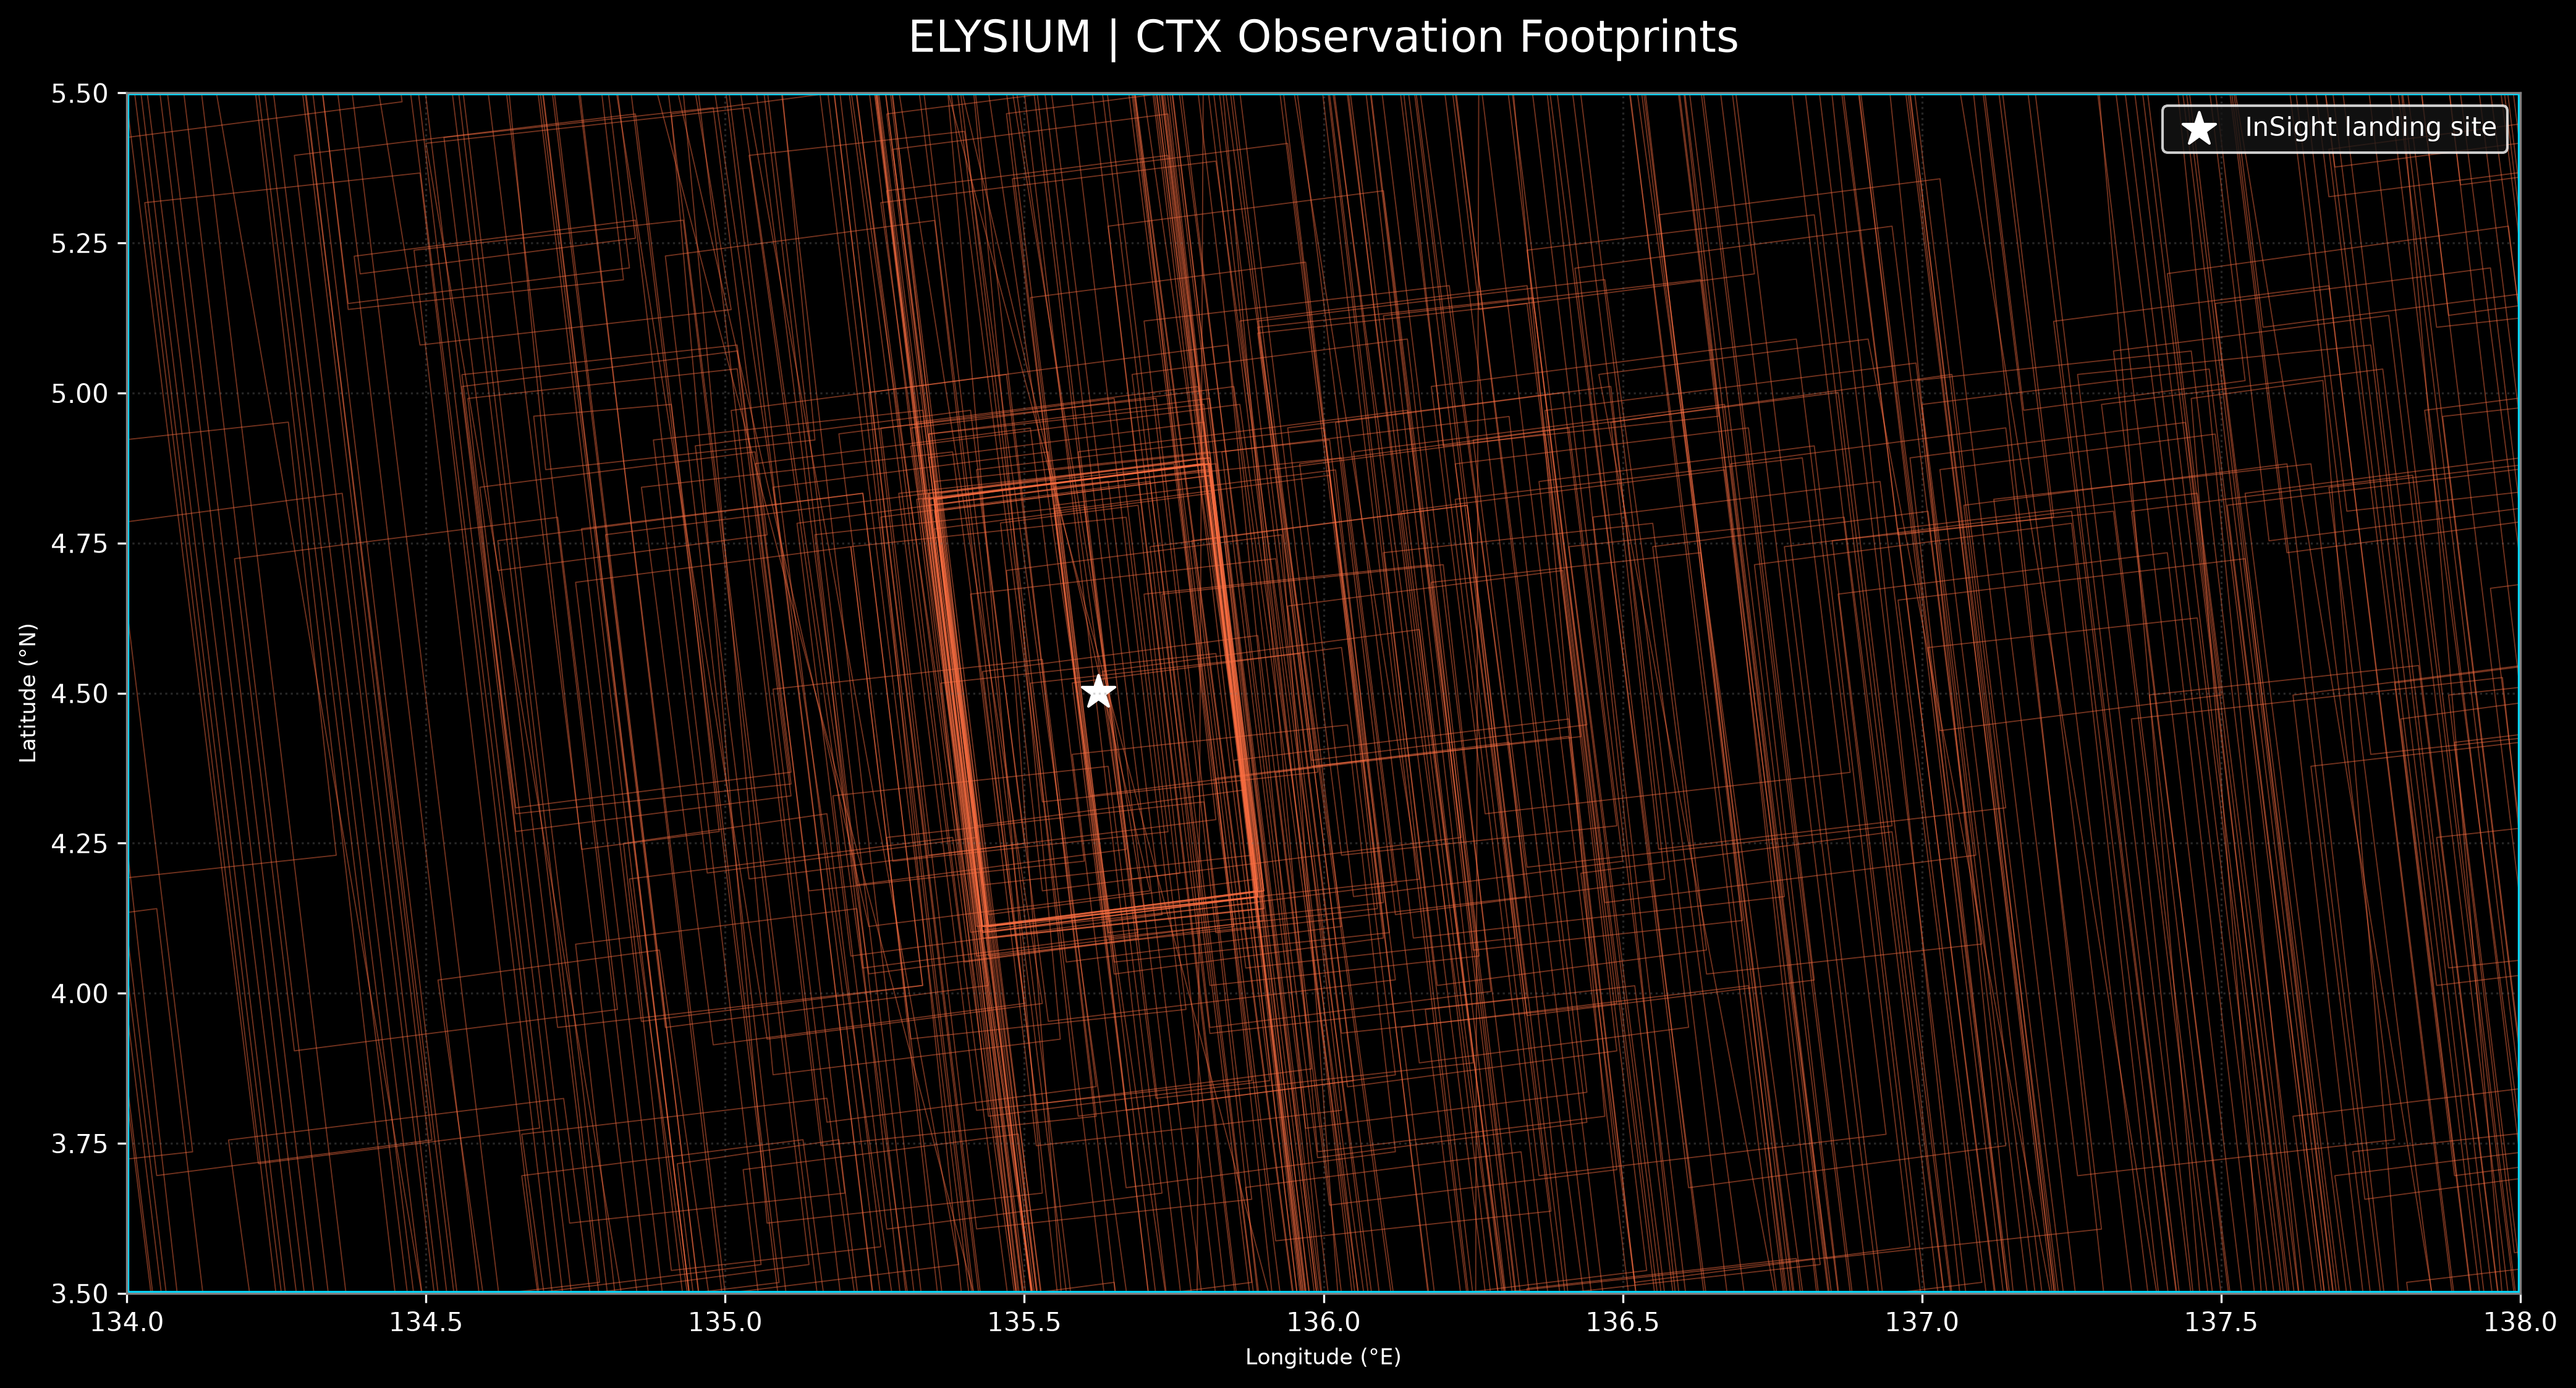 ELYSIUM | CTX Observation Footprints
InSight landing site
5.50
5.25
5.00
4.75
4.50
4.25
4.00
3.75
3.50
Latitude (°N)
134.0 134.5 135.0 135.5 136.0 136.5 137.0 137.5 138.0
Longitude (°E)